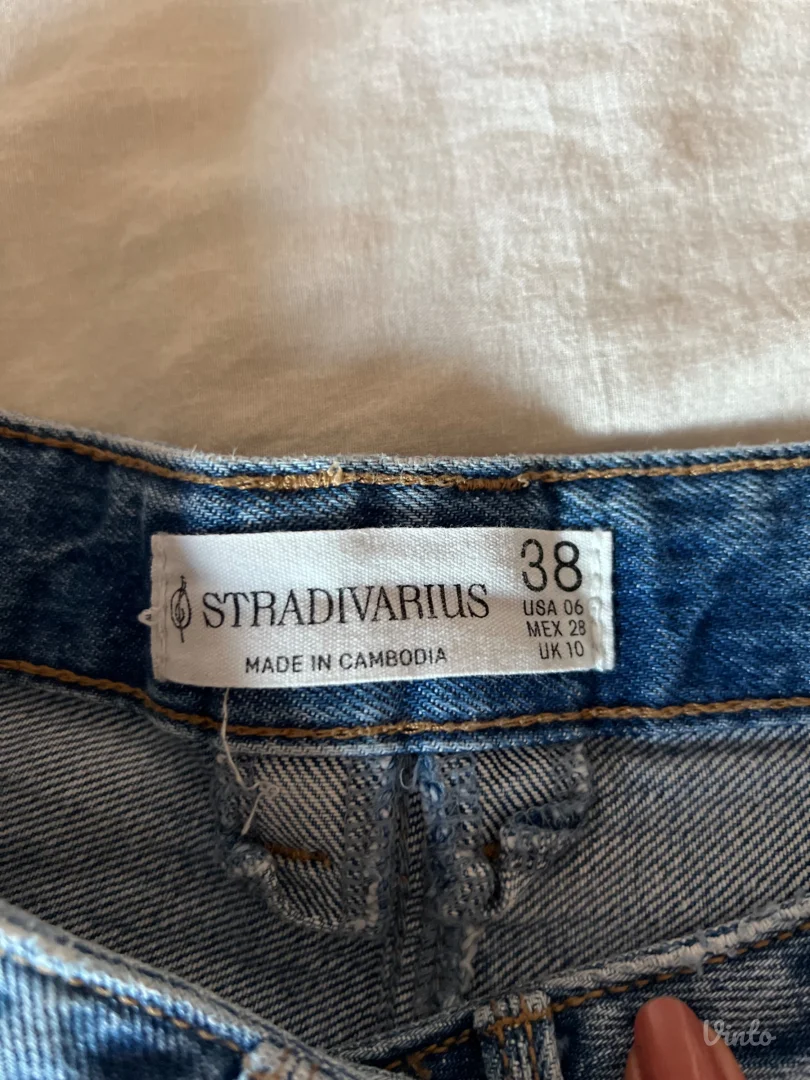 STRADIVARIUS
38
USA 06
MEX 28
UK 10
MADE IN CAMBODIA
Vinto